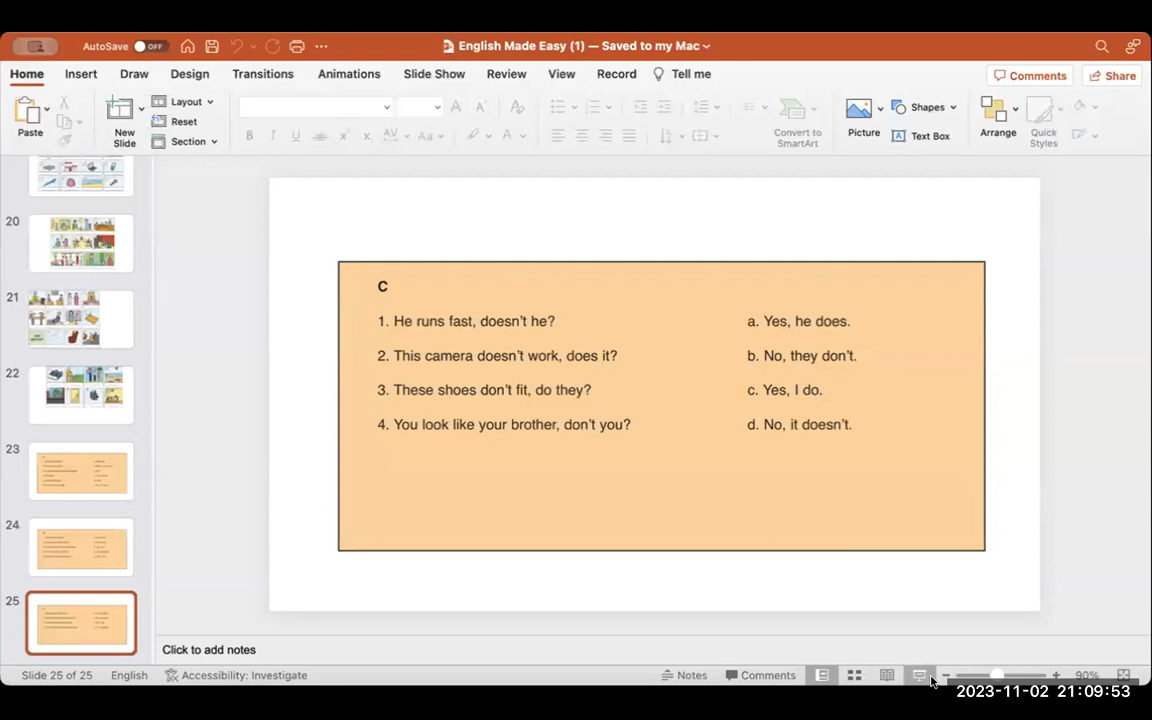 AutoSave OFF
English Made Easy (1) — Saved to my Mac
Home Insert Draw Design Transitions Animations Slide Show Review View Record Tell me
Comments Share
Paste
New Slide
Layout
Reset
Section
B I U
Convert to SmartArt
Picture
Shapes
Text Box
Arrange
Quick Styles
20
21
22
23
24
25
C
1. He runs fast, doesn't he? a. Yes, he does.
2. This camera doesn't work, does it? b. No, they don't.
3. These shoes don't fit, do they? c. Yes, I do.
4. You look like your brother, don't you? d. No, it doesn't.
Click to add notes
Slide 25 of 25 English Accessibility: Investigate Notes Comments 90%
2023-11-02 21:09:53